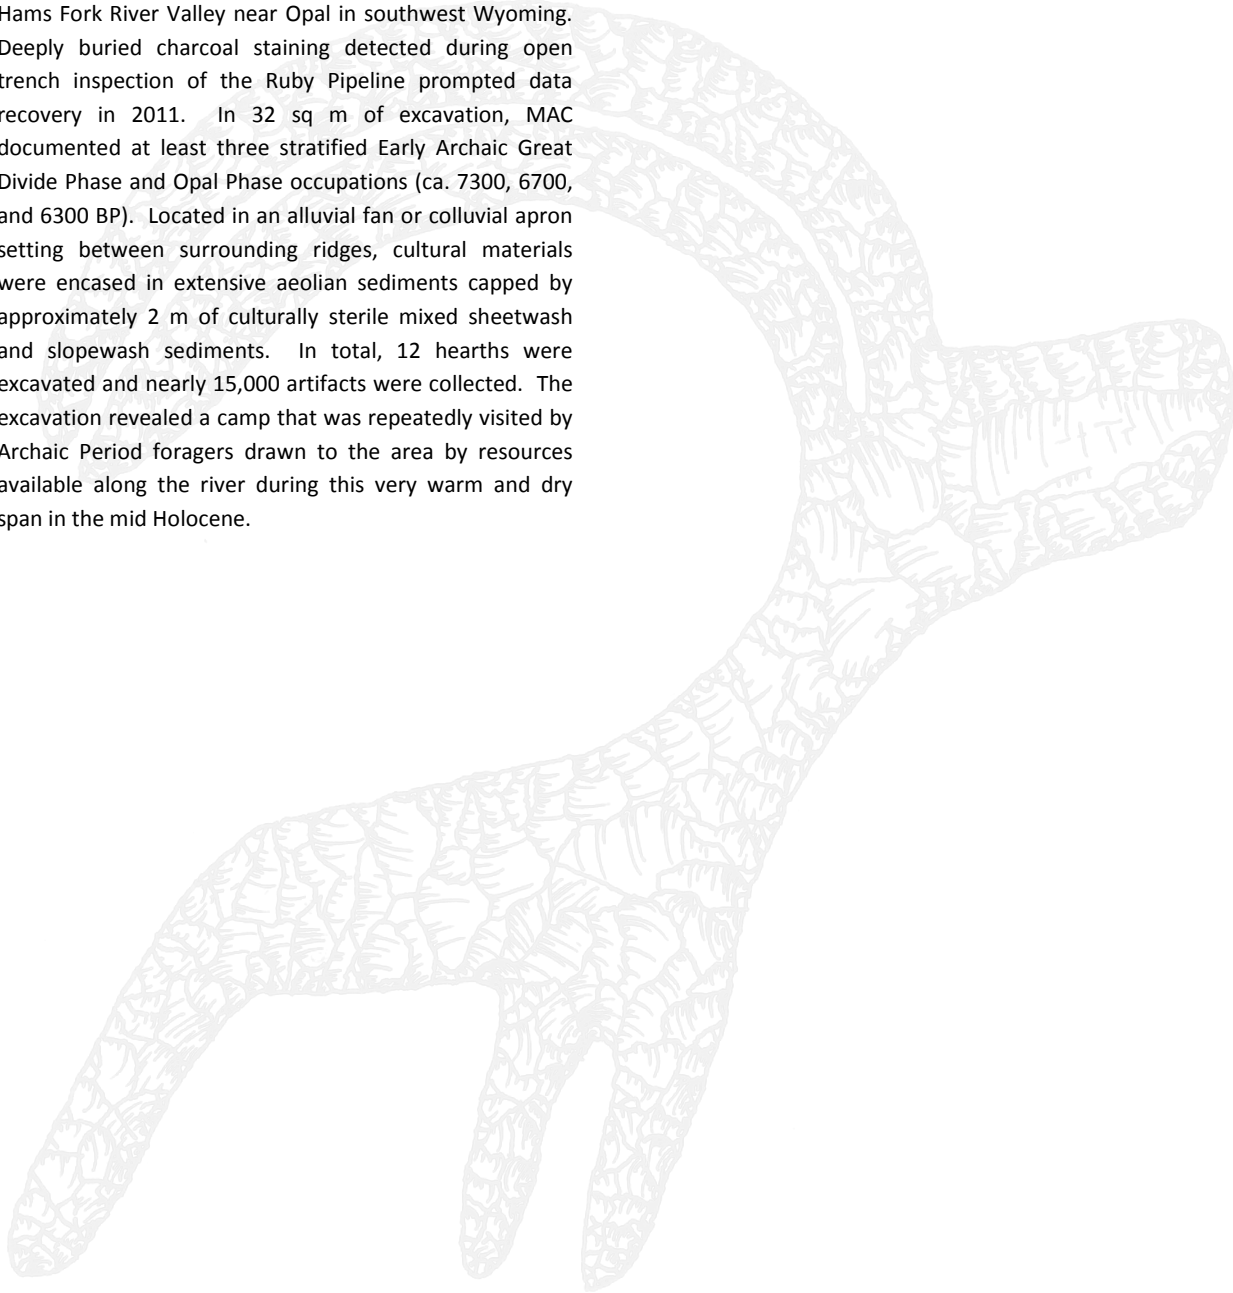 Hams Fork River Valley near Opal in southwest Wyoming.
Deeply buried charcoal staining detected during open
trench inspection of the Ruby Pipeline prompted data
recovery in 2011. In 32 sq m of excavation, MAC
documented at least three stratified Early Archaic Great
Divide Phase and Opal Phase occupations (ca. 7300, 6700,
and 6300 BP). Located in an alluvial fan or colluvial apron
setting between surrounding ridges, cultural materials
were encased in extensive aeolian sediments capped by
approximately 2 m of culturally sterile mixed sheetwash
and slopewash sediments. In total, 12 hearths were
excavated and nearly 15,000 artifacts were collected. The
excavation revealed a camp that was repeatedly visited by
Archaic Period foragers drawn to the area by resources
available along the river during this very warm and dry
span in the mid Holocene.